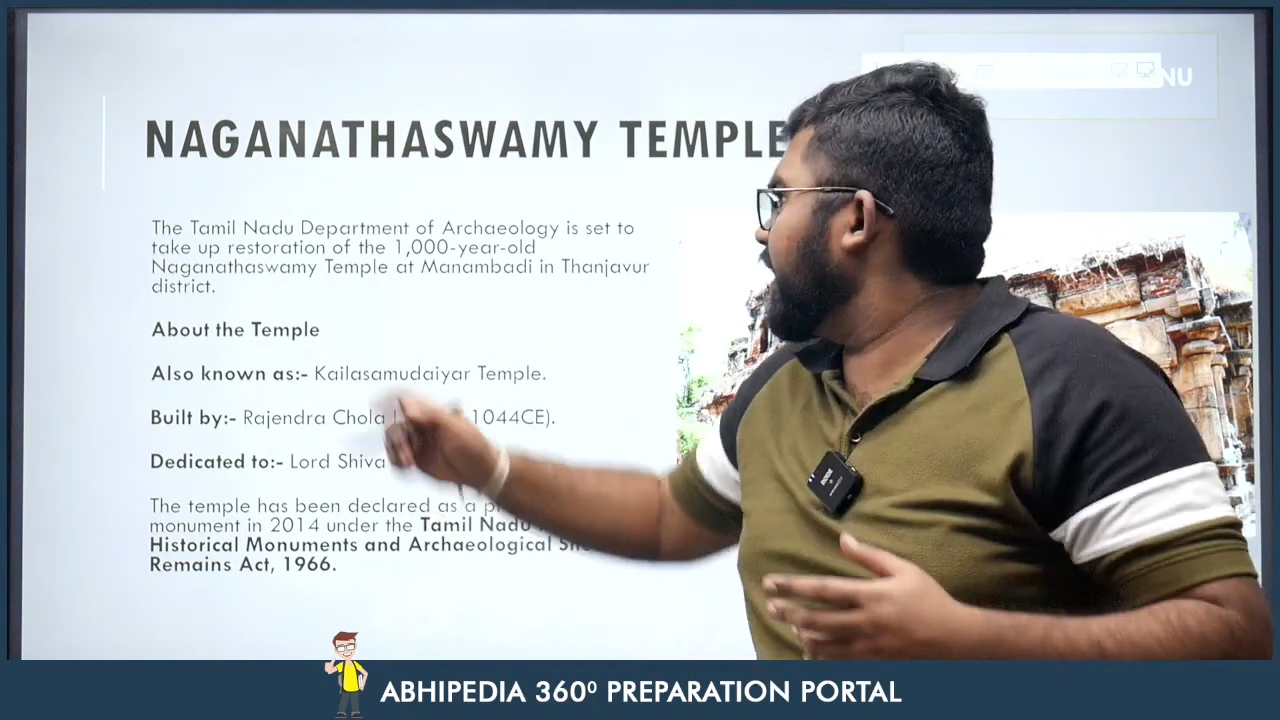 NU
NAGANATHASWAMY TEMPLE
The Tamil Nadu Department of Archaeology is set to
take up restoration of the 1,000-year-old
Naganathaswamy Temple at Manambadi in Thanjavur
district.
About the Temple
Also known as:- Kailasamudaiyar Temple.
Built by:- Rajendra Chola 1044CE).
Dedicated to:- Lord Shiva
The temple has been declared as a
monument in 2014 under the Tamil Nadu
Historical Monuments and Archaeological
Remains Act, 1966.
RODE
ABHIPEDIA 360⁰ PREPARATION PORTAL